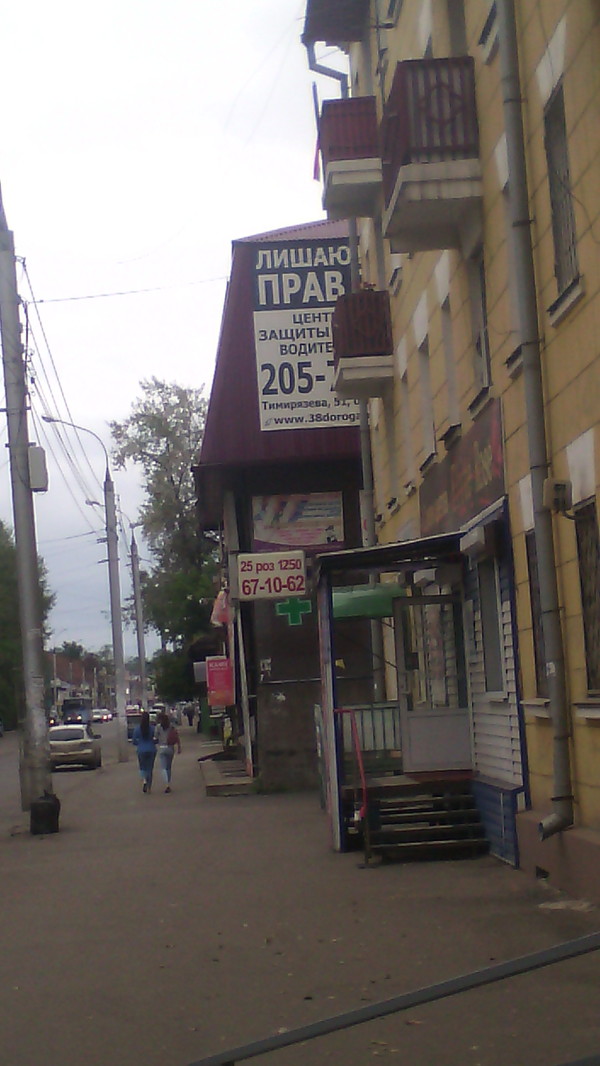 ЛИШАЮ
ПРАВ
ЦЕНТ
ЗАЩИТЫ
ВОДИТЕ
205-
Тимирязева, 51,
www.38doroga
25 роз 1250
67-10-62